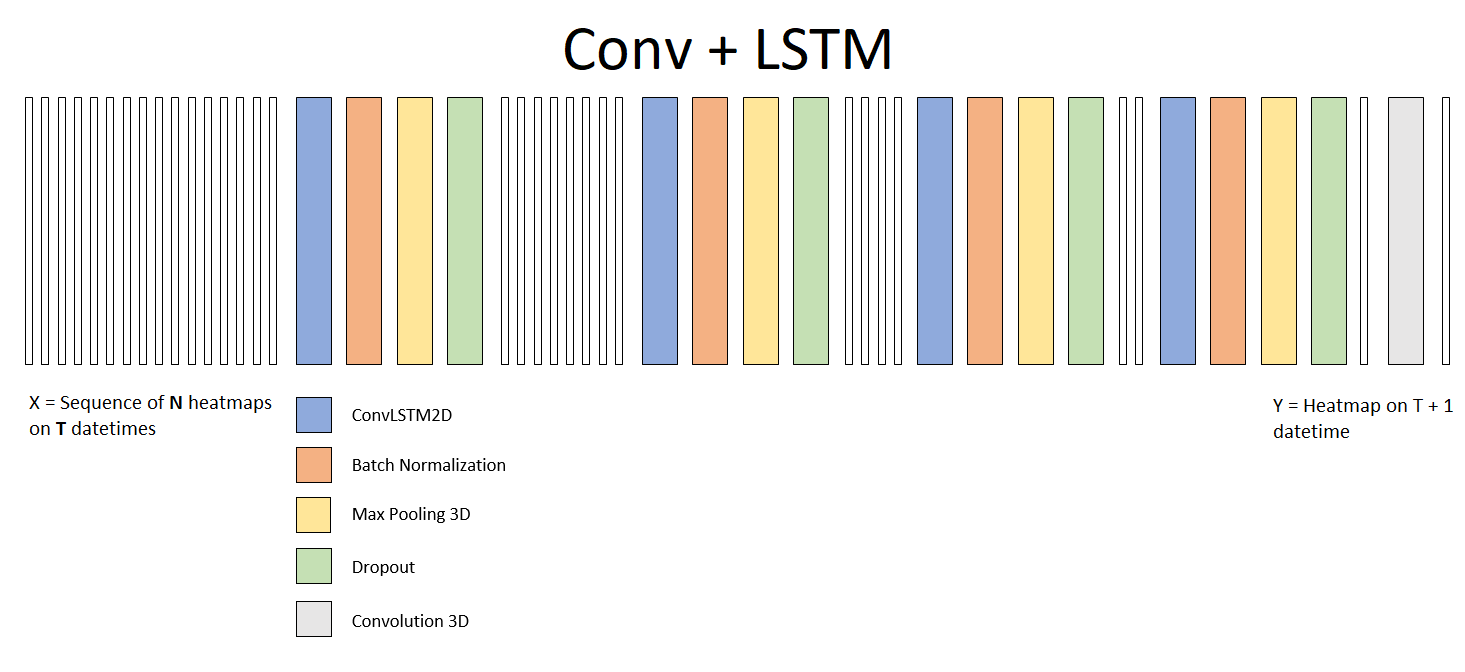 Conv + LSTM
X = Sequence of N heatmaps
on T datetimes
Y = Heatmap on T + 1
datetime
ConvLSTM2D
Batch Normalization
Max Pooling 3D
Dropout
Convolution 3D